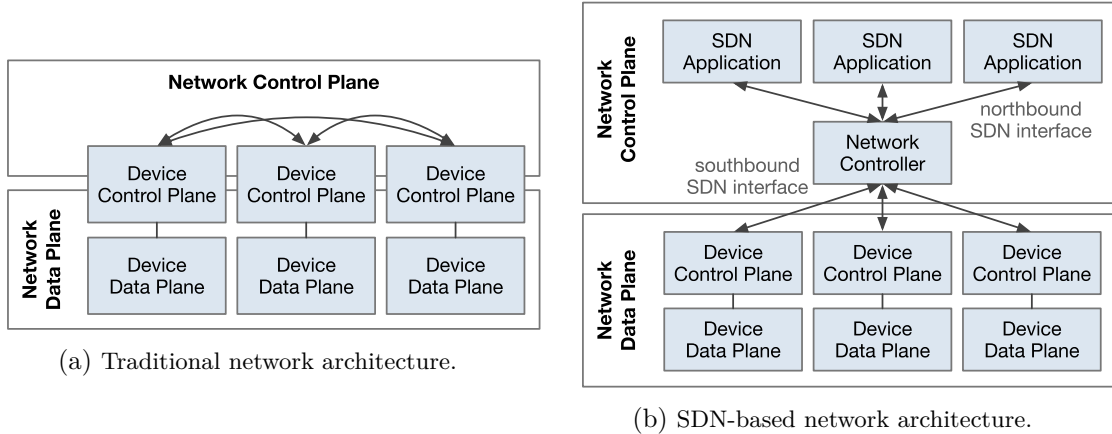 Network Control Plane
Device
Control Plane
Device
Control Plane
Device
Control Plane
Network
Data Plane
Device
Data Plane
Device
Data Plane
Device
Data Plane
(a) Traditional network architecture.
Network
Control Plane
SDN
Application
SDN
Application
SDN
Application
northbound
SDN interface
Network
Controller
southbound
SDN interface
Network
Data Plane
Device
Control Plane
Device
Control Plane
Device
Control Plane
Device
Data Plane
Device
Data Plane
Device
Data Plane
(b) SDN-based network architecture.